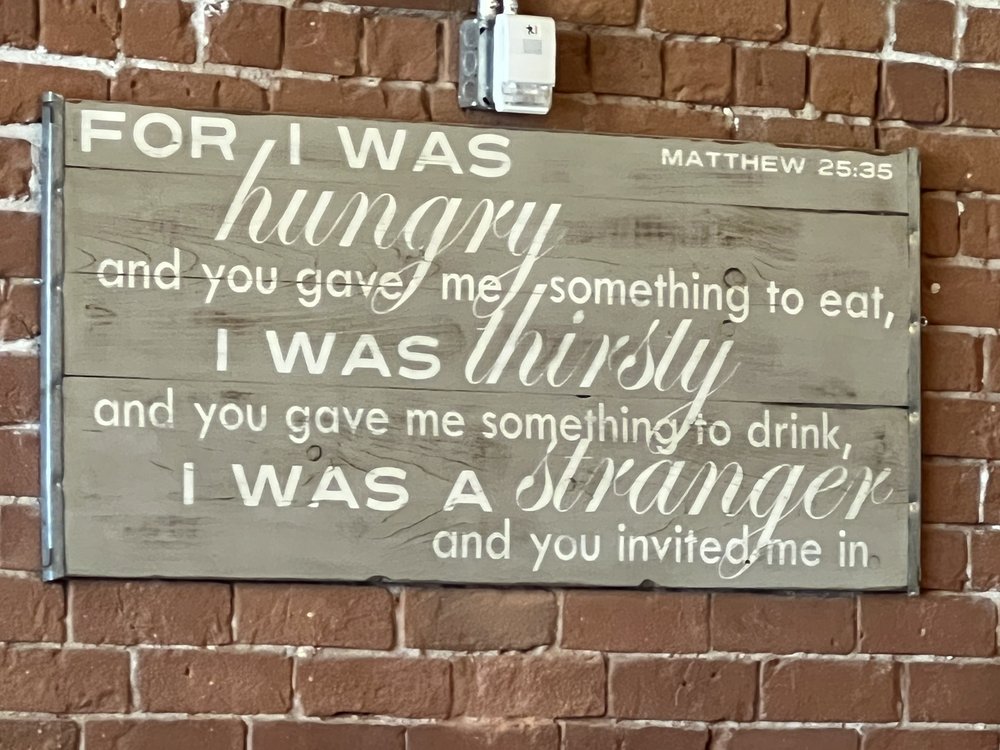 FOR I WAS
MATTHEW 25:35
hungry
and you gave me something to eat,
I WAS thirsty
and you gave me something to drink,
I WAS A stranger
and you invited me in